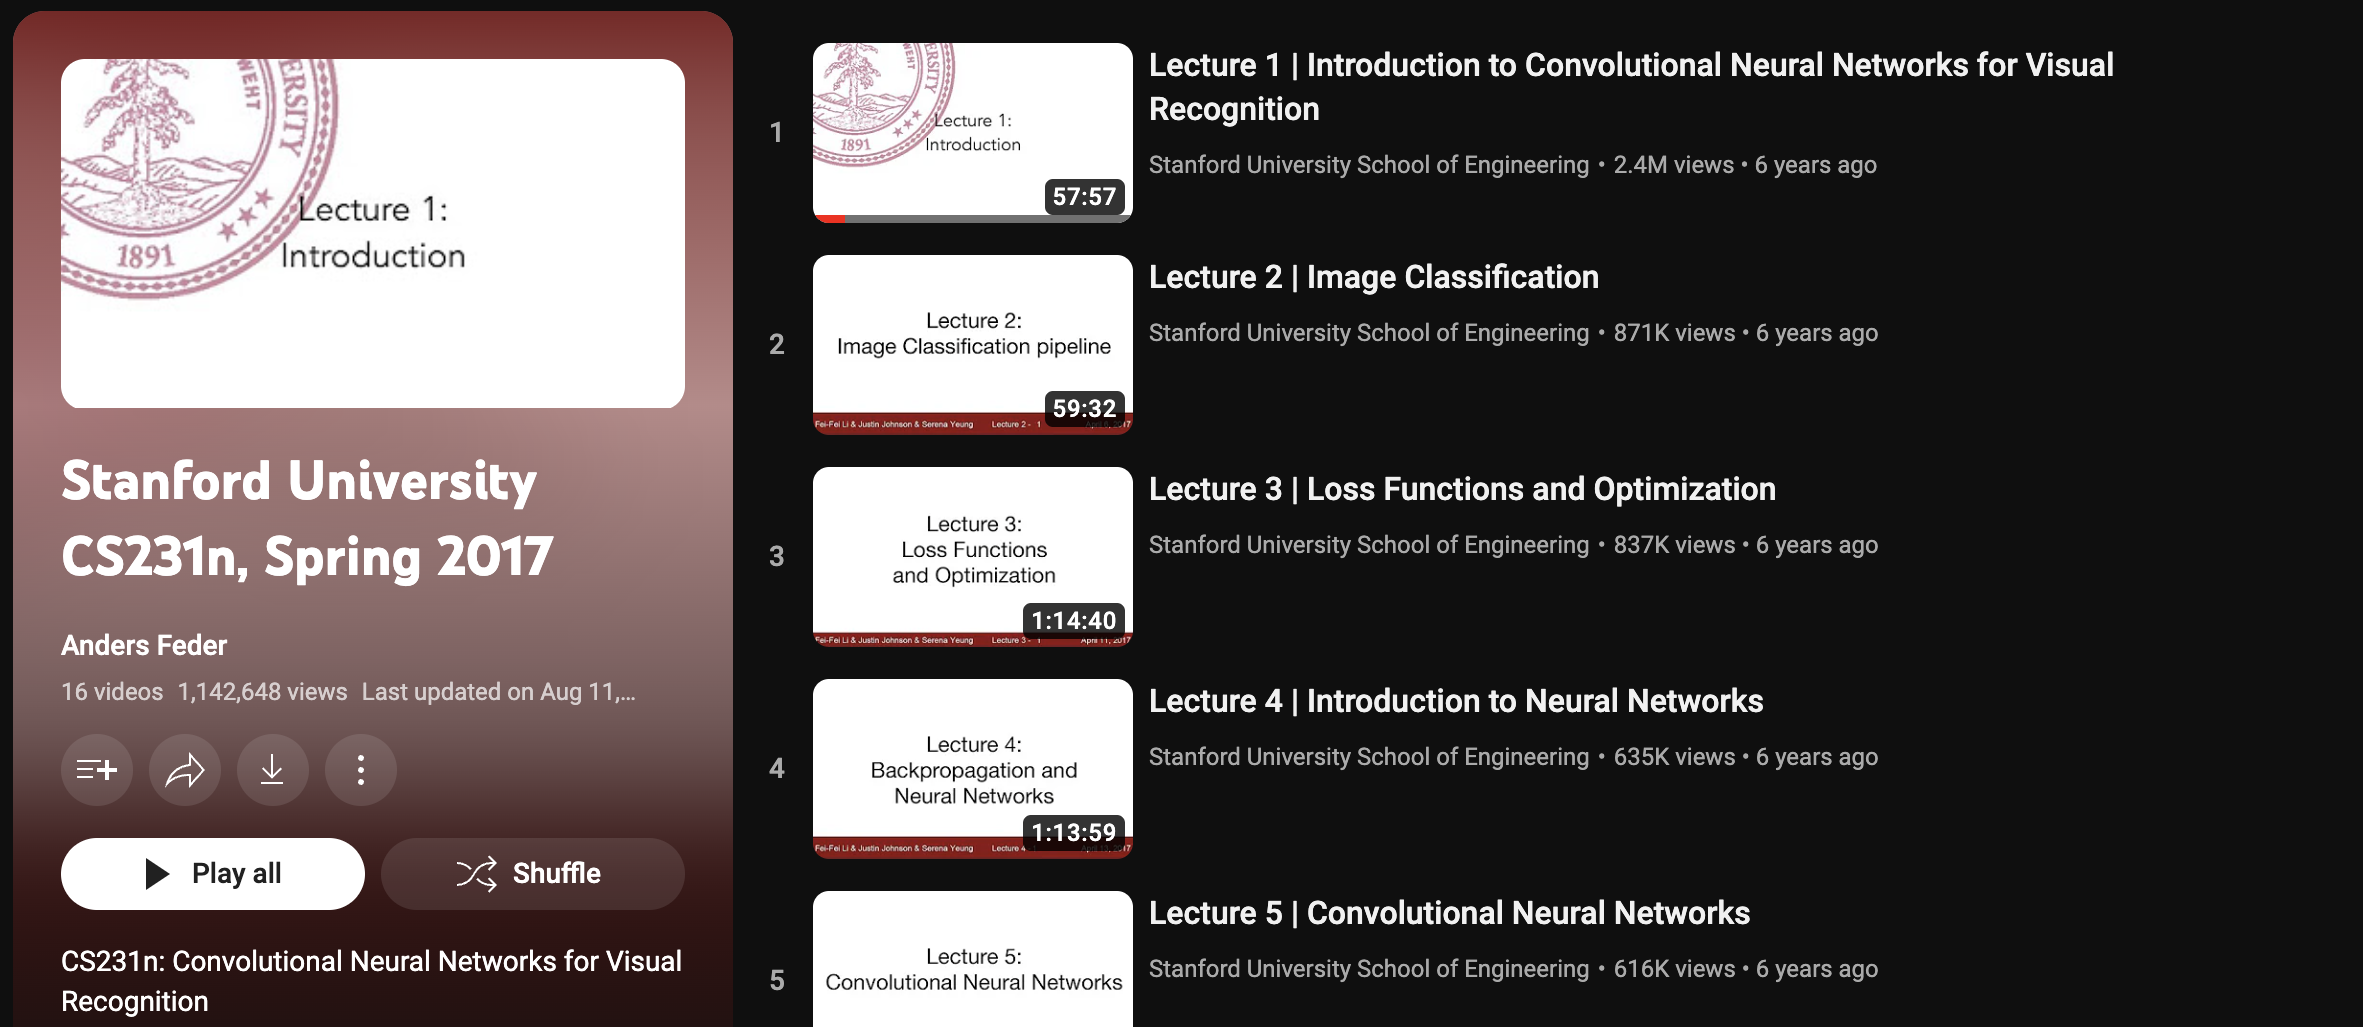 WEHT
ERSITY
1891
Lecture 1:
Introduction
Stanford University
CS231n, Spring 2017
Anders Feder
16 videos 1,142,648 views Last updated on Aug 11,...
Play all
Shuffle
CS231n: Convolutional Neural Networks for Visual
Recognition
1
1891
Lecture 1:
Introduction
57:57
Lecture 1 | Introduction to Convolutional Neural Networks for Visual
Recognition
Stanford University School of Engineering • 2.4M views • 6 years ago
2
Lecture 2:
Image Classification pipeline
59:32
Fei-Fei Li & Justin Johnson & Serena Yeung Lecture 2 - 1
Lecture 2 | Image Classification
Stanford University School of Engineering • 871K views • 6 years ago
3
Lecture 3:
Loss Functions
and Optimization
1:14:40
Fei-Fei Li & Justin Johnson & Serena Yeung Lecture 3 - 1 April 11, 2017
Lecture 3 | Loss Functions and Optimization
Stanford University School of Engineering • 837K views • 6 years ago
4
Lecture 4:
Backpropagation and
Neural Networks
1:13:59
Fei-Fei Li & Justin Johnson & Serena Yeung Lecture 4
Lecture 4 | Introduction to Neural Networks
Stanford University School of Engineering • 635K views • 6 years ago
5
Lecture 5:
Convolutional Neural Networks
Lecture 5 | Convolutional Neural Networks
Stanford University School of Engineering • 616K views • 6 years ago